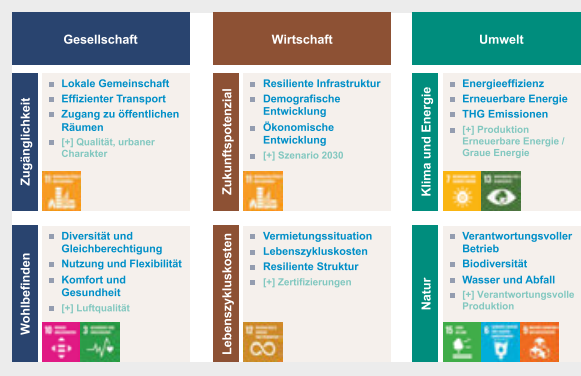 Gesellschaft
Wirtschaft
Umwelt
Zugänglichkeit
Lokale Gemeinschaft
Effizienter Transport
Zugang zu öffentlichen
Räumen
[+] Qualität, urbaner
Charakter
11
Zukunftspotenzial
Resiliente Infrastruktur
Demografische
Entwicklung
Ökonomische
Entwicklung
[+] Szenario 2030
11
Klima und Energie
Energieeffizienz
Erneuerbare Energie
THG Emissionen
[+] Produktion
Erneuerbare Energie /
Graue Energie
7
13
Wohlbefinden
Diversität und
Gleichberechtigung
Nutzung und Flexibilität
Komfort und
Gesundheit
[+] Luftqualität
10
3
Lebenszykluskosten
Vermietungssituation
Lebenszykluskosten
Resiliente Struktur
[+] Zertifizierungen
12
Natur
Verantwortungsvoller
Betrieb
Biodiversität
Wasser und Abfall
[+] Verantwortungsvolle
Produktion
15
6
9